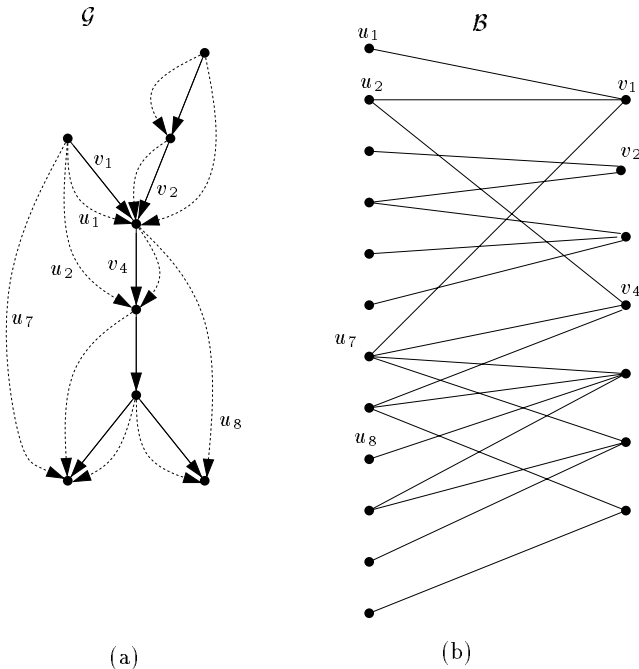 𝒢
v₁
v₂
u₁
u₂
v₄
u₇
u₈
(a)
ℬ
u₁
u₂
v₁
v₂
v₄
u₇
u₈
(b)